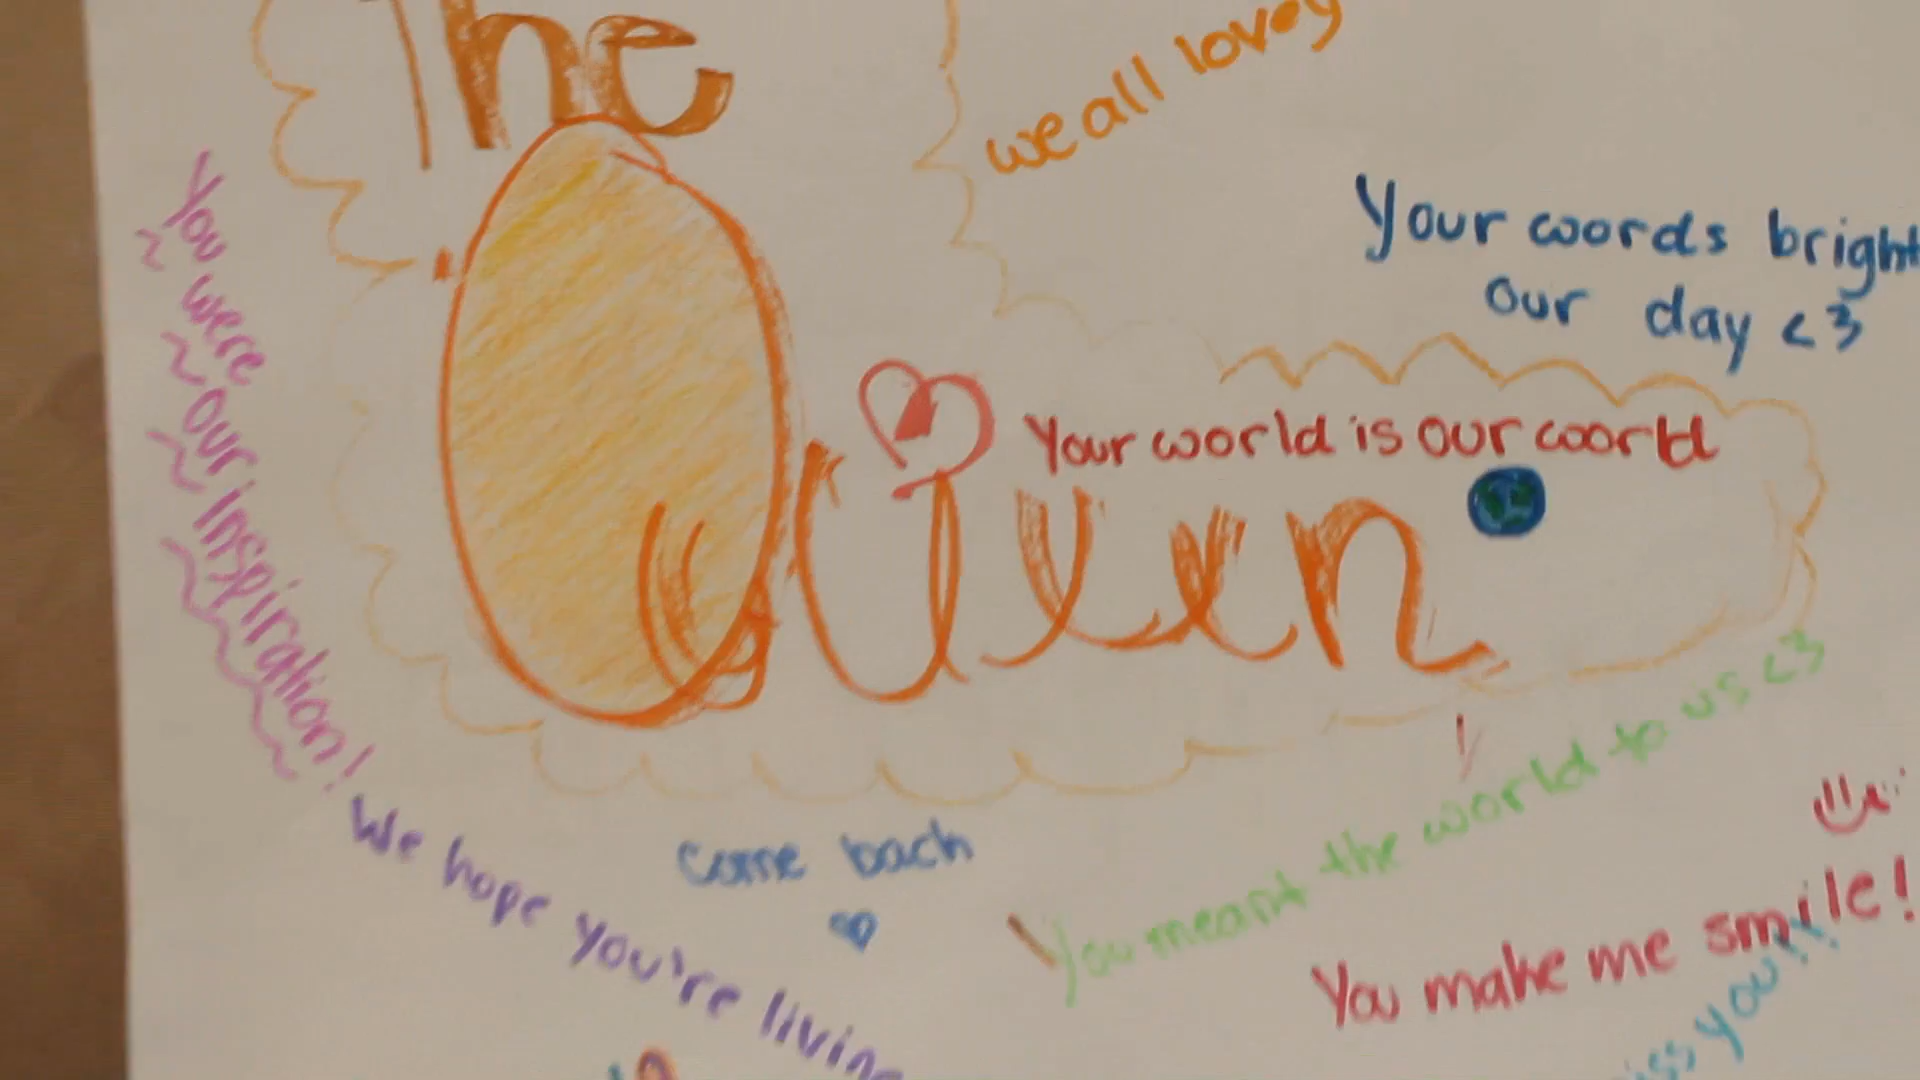 The
Queen
we all love y
Your words bright
our day <3
Your world is our world
You were our inspiration!
We hope you're living
Come back
You meant the world to us <3
You make me smile!
you!!